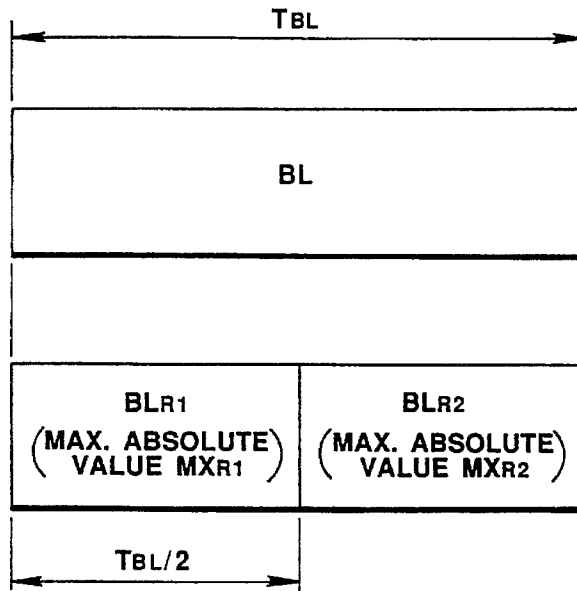 TBL
BL
BLR1
(MAX. ABSOLUTE
VALUE MXR1)
BLR2
(MAX. ABSOLUTE
VALUE MXR2)
TBL/2